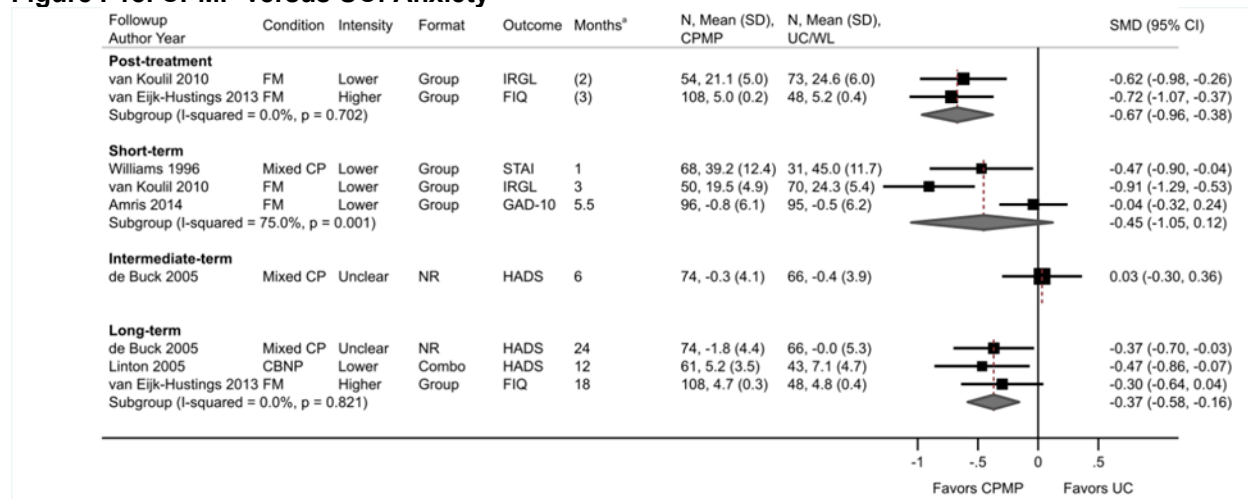 Followup Author Year Condition Intensity Format Outcome Months^a N, Mean (SD), CPMP N, Mean (SD), UC/WL SMD (95% CI)
Post-treatment
van Koulil 2010 FM Lower Group IRGL (2) 54, 21.1 (5.0) 73, 24.6 (6.0) -0.62 (-0.98, -0.26)
van Eijk-Hustings 2013 FM Higher Group FIQ (3) 108, 5.0 (0.2) 48, 5.2 (0.4) -0.72 (-1.07, -0.37)
Subgroup (I-squared = 0.0%, p = 0.702) -0.67 (-0.96, -0.38)
Short-term
Williams 1996 Mixed CP Lower Group STAI 1 68, 39.2 (12.4) 31, 45.0 (11.7) -0.47 (-0.90, -0.04)
van Koulil 2010 FM Lower Group IRGL 3 50, 19.5 (4.9) 70, 24.3 (5.4) -0.91 (-1.29, -0.53)
Amris 2014 FM Lower Group GAD-10 5.5 96, -0.8 (6.1) 95, -0.5 (6.2) -0.04 (-0.32, 0.24)
Subgroup (I-squared = 75.0%, p = 0.001) -0.45 (-1.05, 0.12)
Intermediate-term
de Buck 2005 Mixed CP Unclear NR HADS 6 74, -0.3 (4.1) 66, -0.4 (3.9) 0.03 (-0.30, 0.36)
Long-term
de Buck 2005 Mixed CP Unclear NR HADS 24 74, -1.8 (4.4) 66, -0.0 (5.3) -0.37 (-0.70, -0.03)
Linton 2005 CBNP Lower Combo HADS 12 61, 5.2 (3.5) 43, 7.1 (4.7) -0.47 (-0.86, -0.07)
van Eijk-Hustings 2013 FM Higher Group FIQ 18 108, 4.7 (0.3) 48, 4.8 (0.4) -0.30 (-0.64, 0.04)
Subgroup (I-squared = 0.0%, p = 0.821) -0.37 (-0.58, -0.16)
-1 -.5 0 .5
Favors CPMP Favors UC